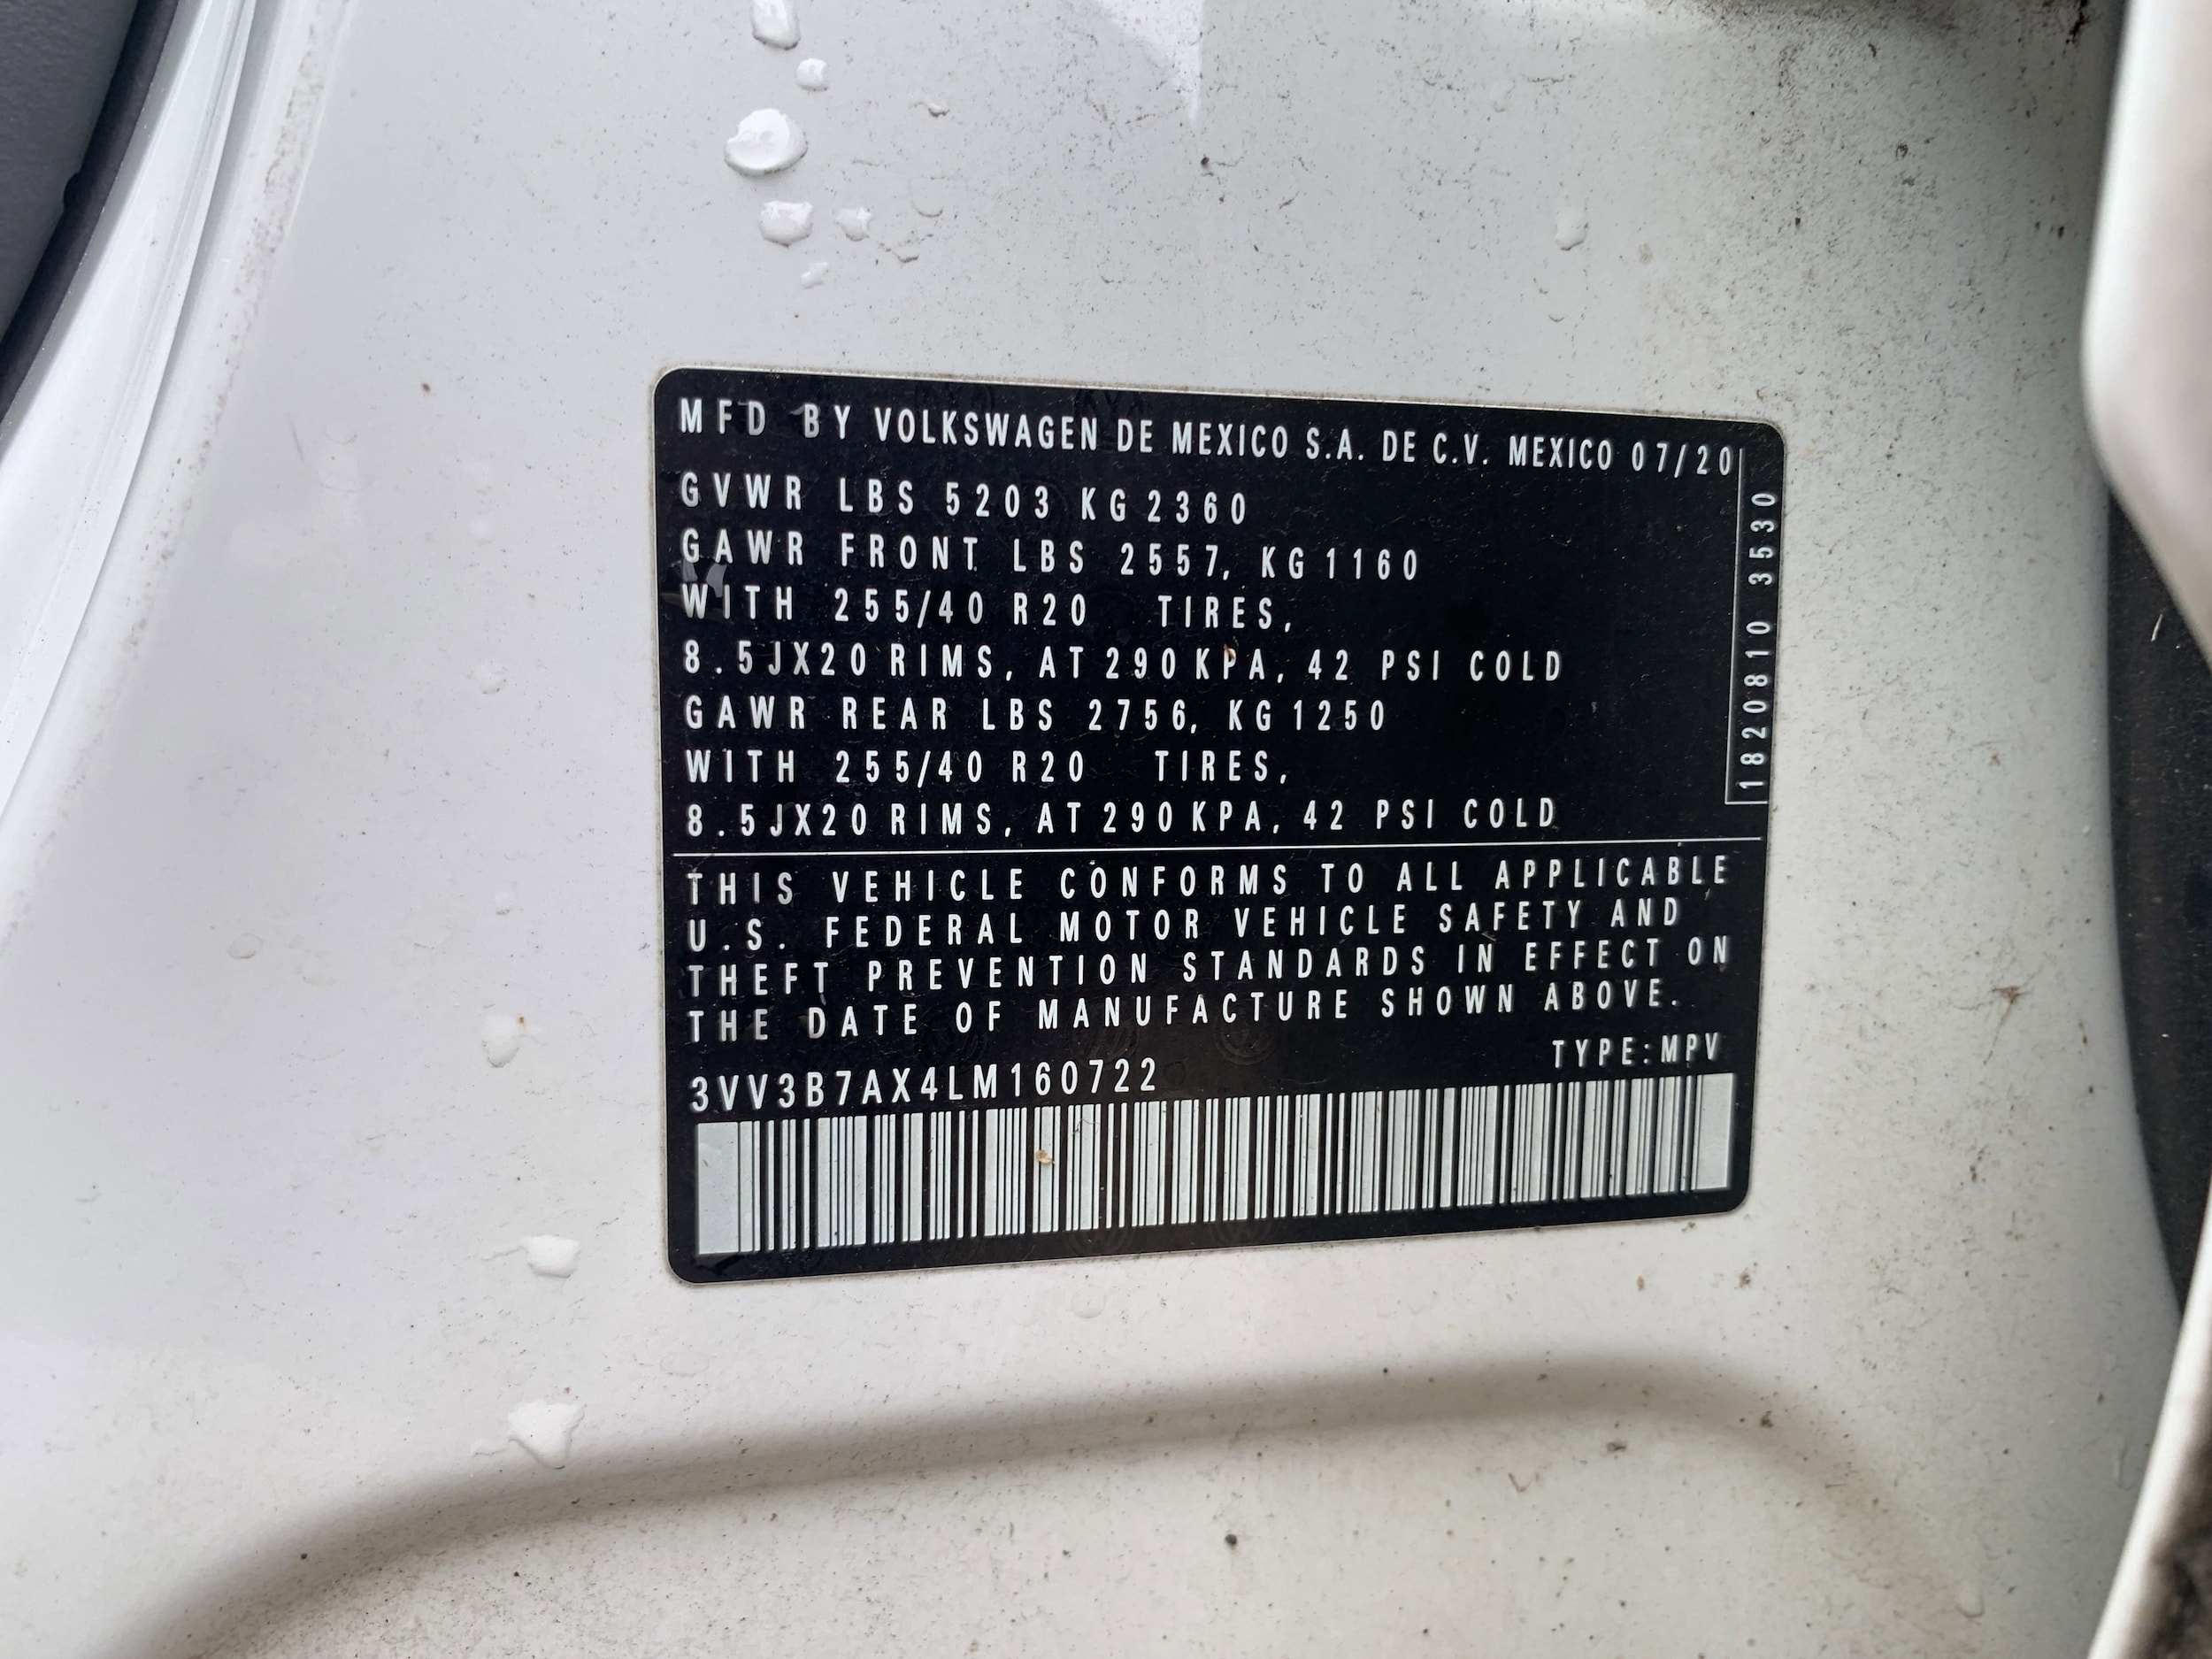 MFD BY VOLKSWAGEN DE MEXICO S.A. DE C.V. MEXICO 07/20
GVWR LBS 5203 KG 2360
GAWR FRONT LBS 2557, KG 1160
WITH 255/40 R20 TIRES,
8.5JX20 RIMS, AT 290 KPA, 42 PSI COLD
GAWR REAR LBS 2756, KG 1250
WITH 255/40 R20 TIRES,
8.5JX20 RIMS, AT 290 KPA, 42 PSI COLD
1820810 3530
THIS VEHICLE CONFORMS TO ALL APPLICABLE
U.S. FEDERAL MOTOR VEHICLE SAFETY AND
THEFT PREVENTION STANDARDS IN EFFECT ON
THE DATE OF MANUFACTURE SHOWN ABOVE.
TYPE:MPV
3VV3B7AX4LM160722